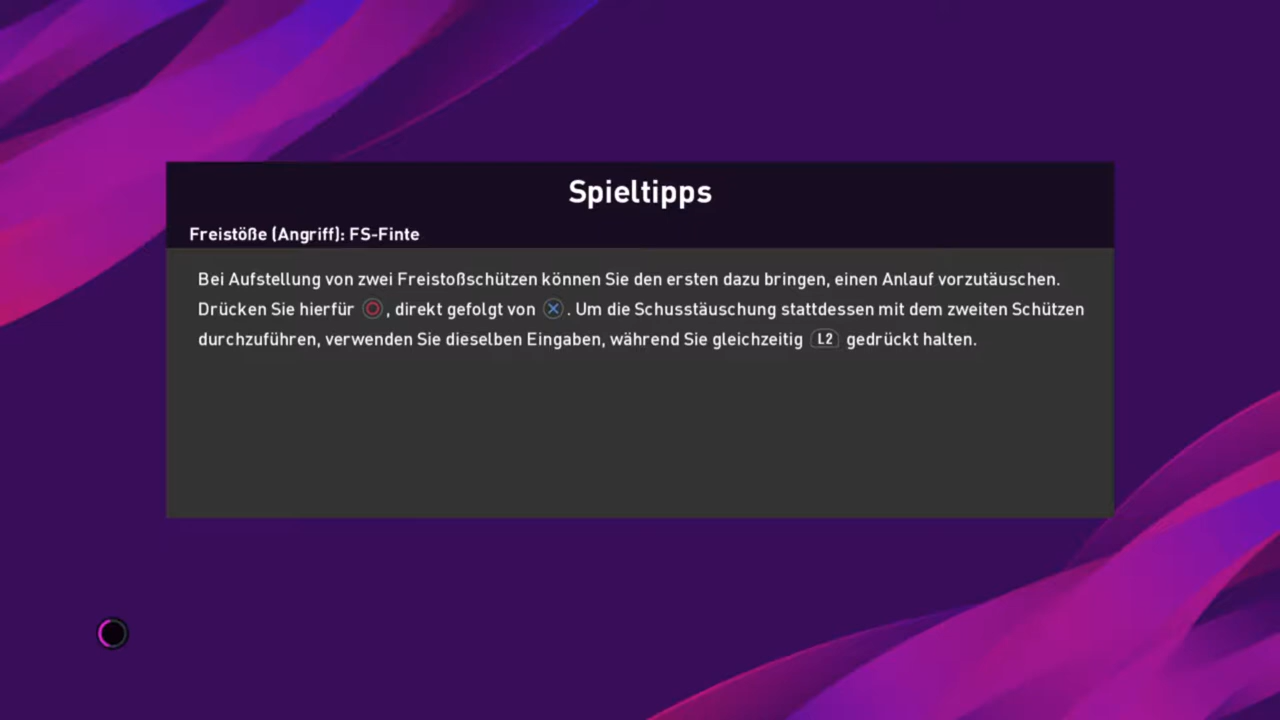 Spieltipps
Freistöße (Angriff): FS-Finte
Bei Aufstellung von zwei Freistoßschützen können Sie den ersten dazu bringen, einen Anlauf vorzutäuschen.
Drücken Sie hierfür ◯, direkt gefolgt von ✕. Um die Schusstäuschung stattdessen mit dem zweiten Schützen
durchzuführen, verwenden Sie dieselben Eingaben, während Sie gleichzeitig L2 gedrückt halten.